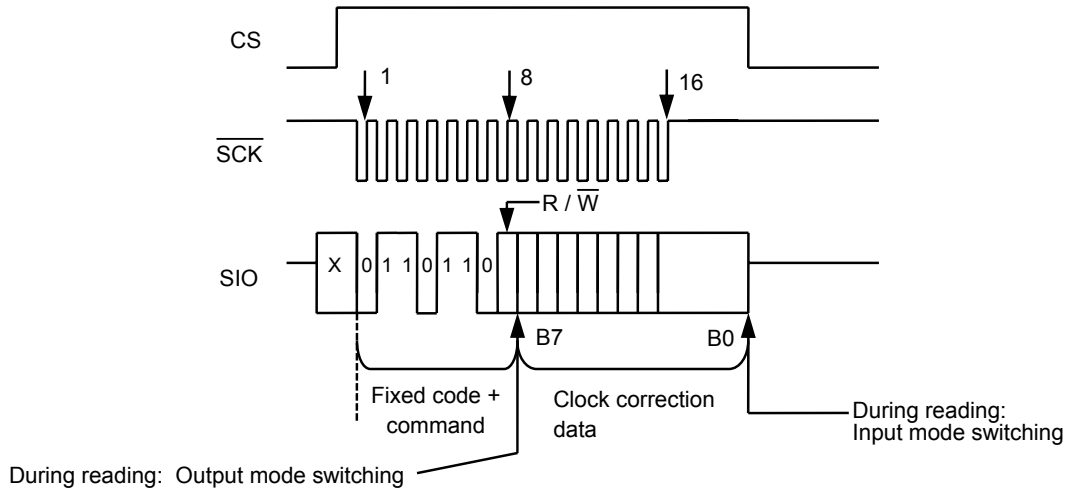 CS
1
8
16
SCK
R / W
SIO
X 0 1 1 0 1 1 0
B7
B0
Fixed code +
command
Clock correction
data
During reading:
Input mode switching
During reading: Output mode switching